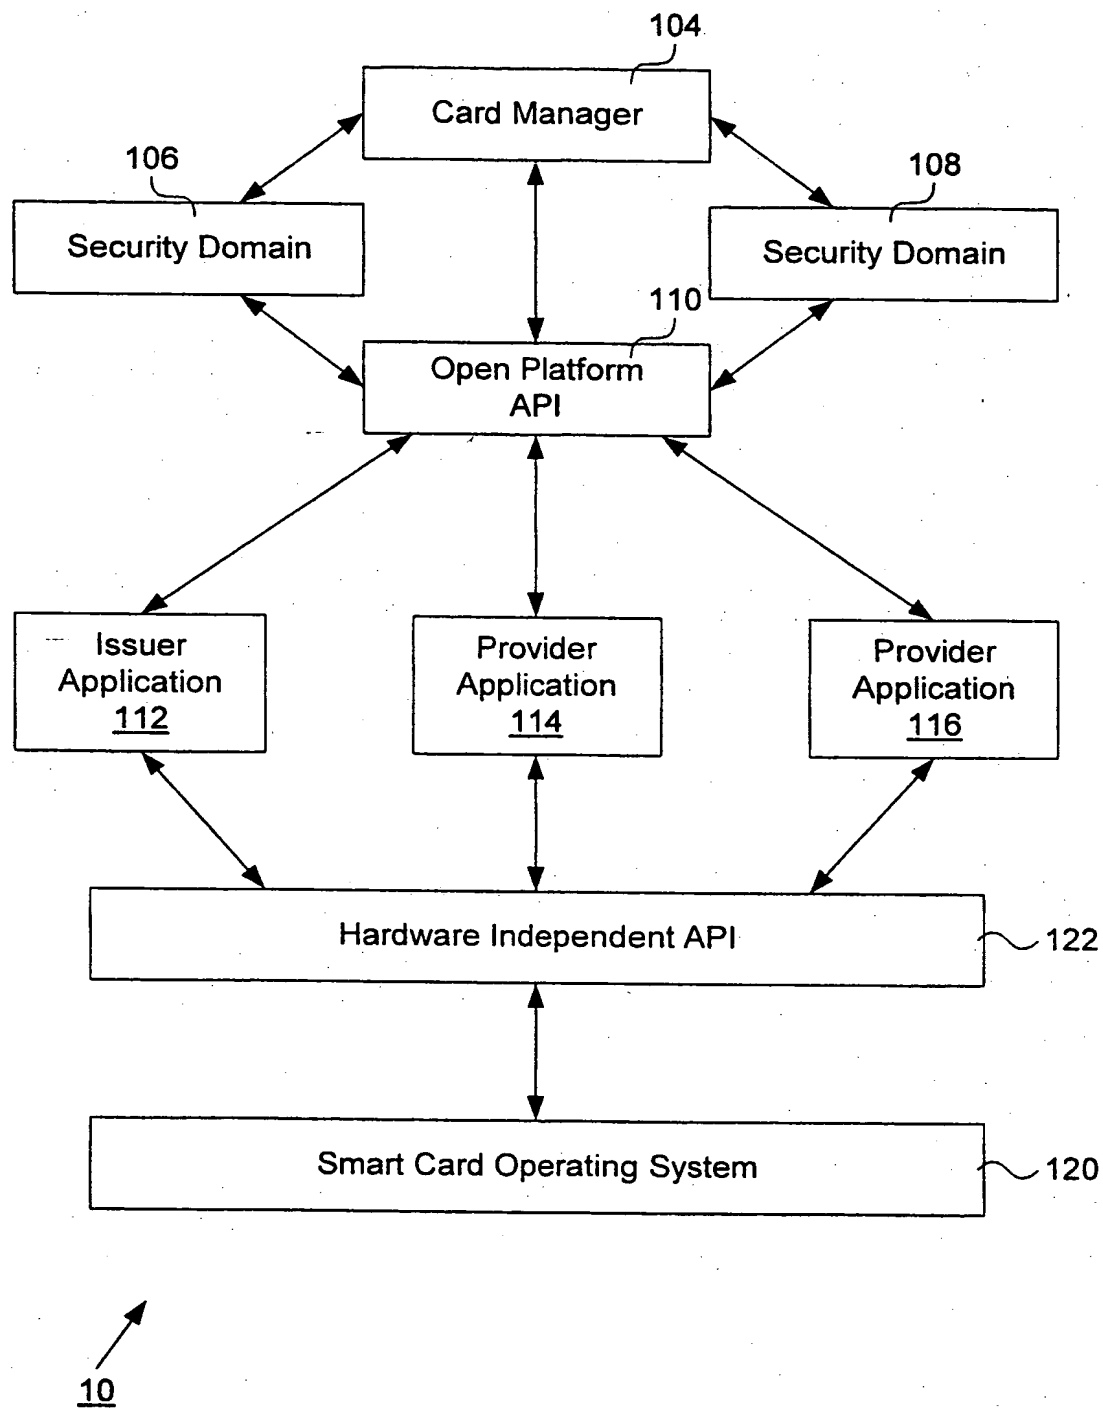 104
Card Manager
106
108
Security Domain
Security Domain
110
Open Platform
API
Issuer
Application
112
Provider
Application
114
Provider
Application
116
Hardware Independent API
122
Smart Card Operating System
120
10